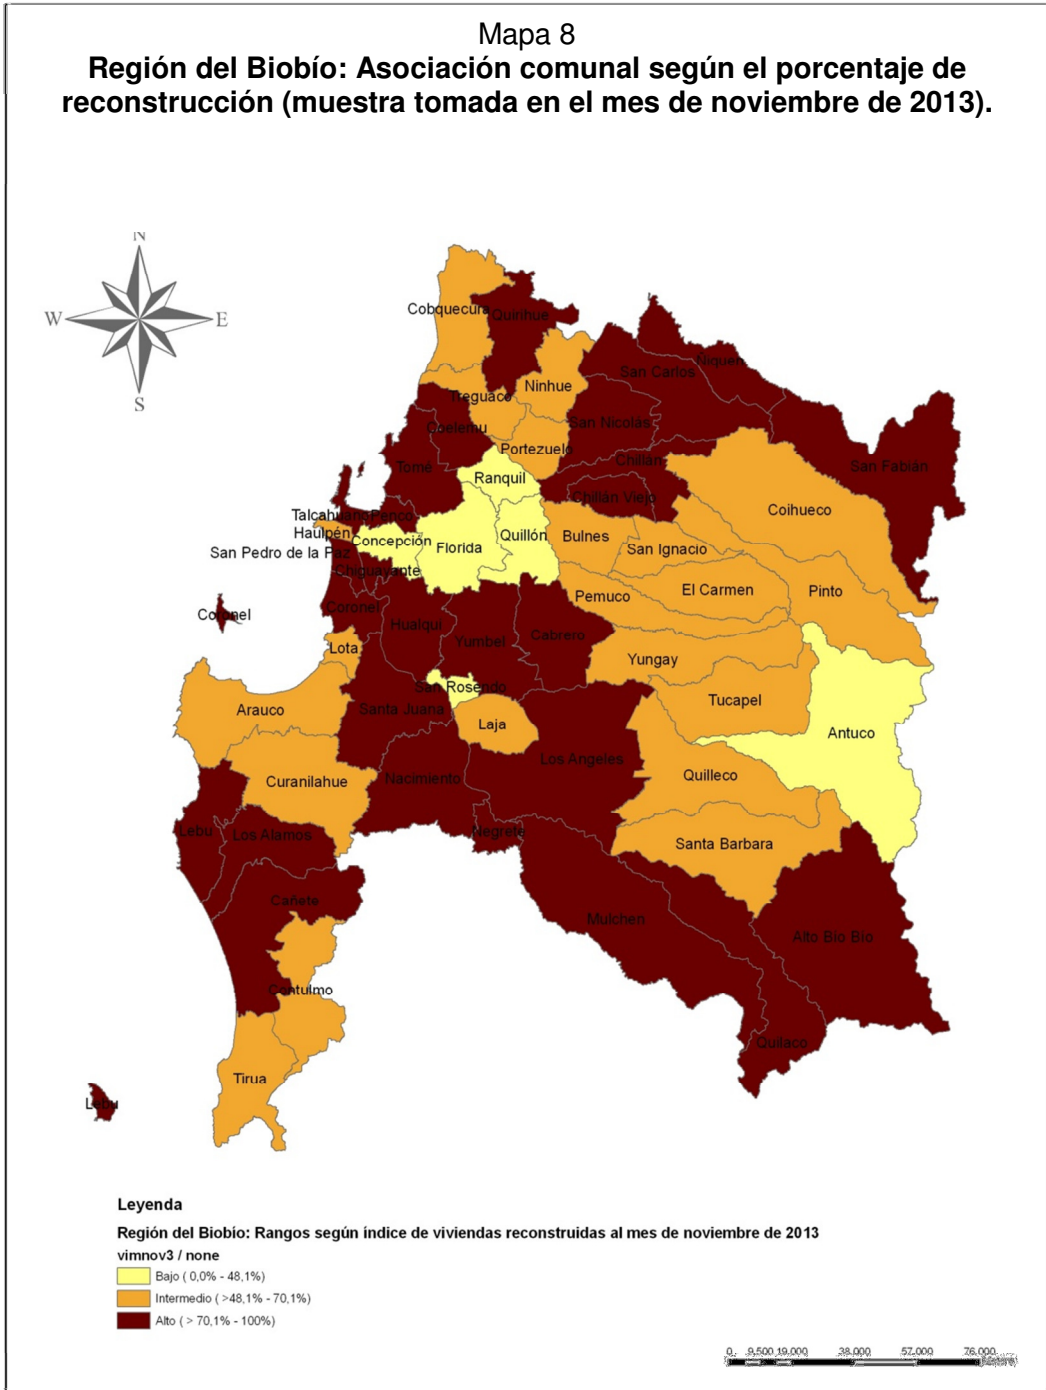 Mapa 8
Región del Biobío: Asociación comunal según el porcentaje de
reconstrucción (muestra tomada en el mes de noviembre de 2013).
N
W
E
S
Cobquecura
Quirihue
Ninhue
Treguaco
San Carlos
Ñiquen
Coelemu
San Nicolás
Portezuelo
Tomé
Ranquil
Chillán
San Fabián
Chillán Viejo
Coihueco
Talcahuano
Penco
Haulpén
Concepción
Florida
Quillón
Bulnes
San Ignacio
San Pedro de la Paz
Chiguayante
El Carmen
Pinto
Pemuco
Coronel
Coronel
Hualqui
Yumbel
Cabrero
Lota
Yungay
San Rosendo
Arauco
Santa Juana
Laja
Tucapel
Antuco
Los Angeles
Curanilahue
Nacimiento
Quilleco
Lebu
Los Alamos
Negrete
Santa Barbara
Cañete
Mulchen
Alto Bio Bio
Contulmo
Quilaco
Tirua
Lebu
Leyenda
Región del Biobío: Rangos según índice de viviendas reconstruidas al mes de noviembre de 2013
vimnov3 / none
Bajo ( 0,0% - 48,1%)
Intermedio ( >48,1% - 70,1%)
Alto ( > 70,1% - 100%)
0 9.500 19.000 38.000 57.000 76.000